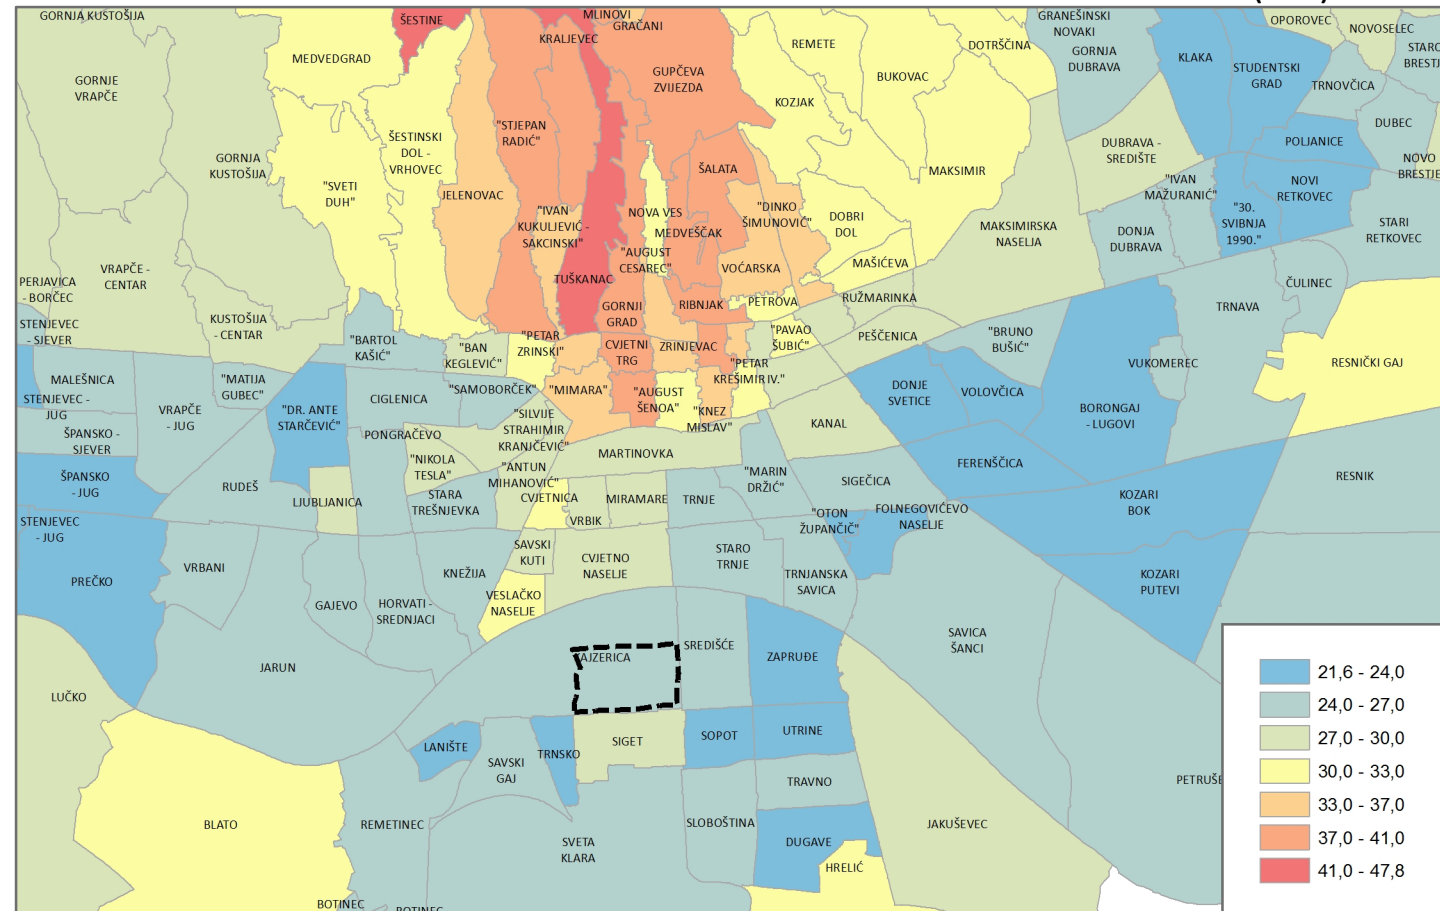 GORNJA KUSTOŠIJA
ŠESTINE
MLINOVI
GRAČANI
KRALJEVEC
REMETE
DOTRŠČINA
GRANEŠINSKI
NOVAKI
OPOROVEC
NOVOSELEC
MEDVEDGRAD
GORNJA
DUBRAVA
KLAKA
STUDENTSKI
GRAD
GORNJE
VRAPČE
GUPČEVA
ZVIJEZDA
BUKOVAC
TRNOVČICA
KOZJAK
DUBEC
"STJEPAN
RADIĆ"
ŠESTINSKI
DOL -
VRHOVEC
POLJANICE
DUBRAVA -
SREDIŠTE
GORNJA
KUSTOŠIJA
ŠALATA
MAKSIMIR
NOVO
BRESTJE
"SVETI
DUH"
JELENOVAC
"IVAN
MAŽURANIĆ"
NOVI
RETKOVEC
"IVAN
KUKULJEVIĆ -
SAKCINSKI"
NOVA VES
MEDVEŠČAK
"DINKO
ŠIMUNOVIĆ"
DOBRI
DOL
MAKSIMIRSKA
NASELJA
DONJA
DUBRAVA
"30.
SVIBNJA
1990."
STARI
RETKOVEC
"AUGUST
CESAREC"
VOĆARSKA
MAŠIĆEVA
PERJAVICA
- BORČEC
VRAPČE -
CENTAR
TUŠKANAC
ČULINEC
GORNJI
GRAD
RIBNJAK
PETROVA
RUŽMARINKA
TRNAVA
STENJEVEC
- SJEVER
KUSTOŠIJA
- CENTAR
"BARTOL
KAŠIĆ"
"BAN
KEGLEVIĆ"
"PETAR
ZRINSKI"
CVJETNI
TRG
ZRINJEVAC
"PAVAO
ŠUBIĆ"
PEŠČENICA
"BRUNO
BUŠIĆ"
VUKOMEREC
RESNIČKI GAJ
"PETAR
KREŠIMIR IV."
MALEŠNICA
"MATIJA
GUBEC"
CIGLENICA
"SAMOBORČEK"
"MIMARA"
"AUGUST
ŠENOA"
"KNEZ
MISLAV"
DONJE
SVETICE
VOLOVČICA
BORONGAJ
- LUGOVI
STENJEVEC -
JUG
VRAPČE
- JUG
"DR. ANTE
STARČEVIĆ"
"SILVIJE
STRAHIMIR
KRANJČEVIĆ"
KANAL
ŠPANSKO -
SJEVER
PONGRAČEVO
MARTINOVKA
"NIKOLA
TESLA"
"ANTUN
MIHANOVIĆ"
FERENŠČICA
ŠPANSKO
- JUG
RUDEŠ
LJUBLJANICA
STARA
TREŠNJEVKA
CVJETNICA
VRBIK
MIRAMARE
TRNJE
"MARIN
DRŽIĆ"
SIGEČICA
KOZARI
BOK
RESNIK
STENJEVEC
- JUG
"OTON
ŽUPANČIČ"
FOLNEGOVIĆEVO
NASELJE
PREČKO
VRBANI
KNEŽIJA
SAVSKI
KUTI
CVJETNO
NASELJE
STARO
TRNJE
TRNJANSKA
SAVICA
KOZARI
PUTEVI
GAJEVO
HORVATI -
SREDNJACI
VESLAČKO
NASELJE
JARUN
AJZERICA
SREDIŠĆE
ZAPRUĐE
SAVICA
ŠANCI
LUČKO
LANIŠTE
SAVSKI
GAJ
TRNSKO
SIGET
SOPOT
UTRINE
TRAVNO
BLATO
REMETINEC
SVETA
KLARA
SLOBOŠTINA
DUGAVE
HRELIĆ
JAKUŠEVEC
BOTINEC
21,6 - 24,0
24,0 - 27,0
27,0 - 30,0
30,0 - 33,0
33,0 - 37,0
37,0 - 41,0
41,0 - 47,8